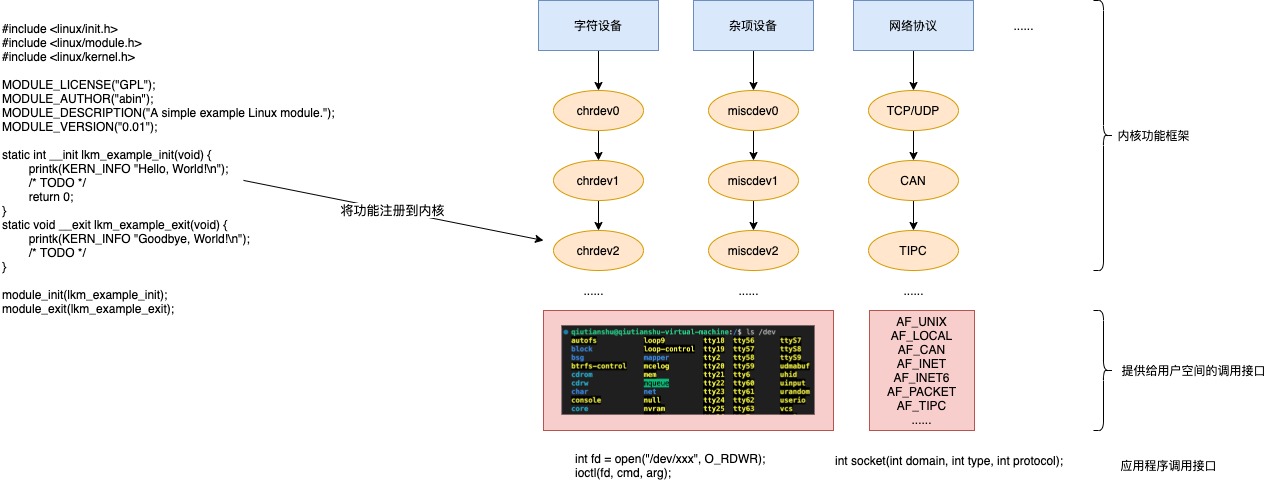 #include <linux/init.h>
#include <linux/module.h>
#include <linux/kernel.h>
MODULE_LICENSE("GPL");
MODULE_AUTHOR("abin");
MODULE_DESCRIPTION("A simple example Linux module.");
MODULE_VERSION("0.01");
static int __init lkm_example_init(void) {
printk(KERN_INFO "Hello, World!\n");
/* TODO */
return 0;
}
static void __exit lkm_example_exit(void) {
printk(KERN_INFO "Goodbye, World!\n");
/* TODO */
}
module_init(lkm_example_init);
module_exit(lkm_example_exit);
将功能注册到内核
字符设备
杂项设备
网络协议
......
chrdev0
miscdev0
TCP/UDP
chrdev1
miscdev1
CAN
chrdev2
miscdev2
TIPC
......
......
......
内核功能框架
qiutianshu@qiutianshu-virtual-machine:/$ ls /dev
autofs loop9 tty18 tty56 ttyS7
block loop-control tty19 tty57 ttyS8
bsg mapper tty2 tty58 ttyS9
btrfs-control mcelog tty20 tty59 udmabuf
cdrom mem tty21 tty6 uhid
cdrw mqueue tty22 tty60 uinput
char net tty23 tty61 urandom
console null tty24 tty62 userio
core nvram tty25 tty63 vcs
AF_UNIX
AF_LOCAL
AF_CAN
AF_INET
AF_INET6
AF_PACKET
AF_TIPC
......
提供给用户空间的调用接口
int fd = open("/dev/xxx", O_RDWR);
ioctl(fd, cmd, arg);
int socket(int domain, int type, int protocol);
应用程序调用接口